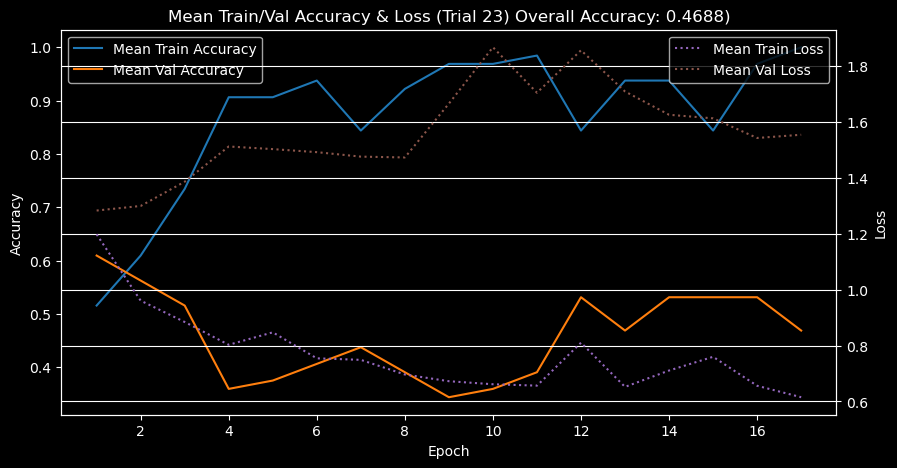 Mean Train/Val Accuracy & Loss (Trial 23) Overall Accuracy: 0.4688)
Mean Train Accuracy
Mean Val Accuracy
Mean Train Loss
Mean Val Loss
Accuracy
1.0
0.9
0.8
0.7
0.6
0.5
0.4
Loss
1.8
1.6
1.4
1.2
1.0
0.8
0.6
2 4 6 8 10 12 14 16
Epoch